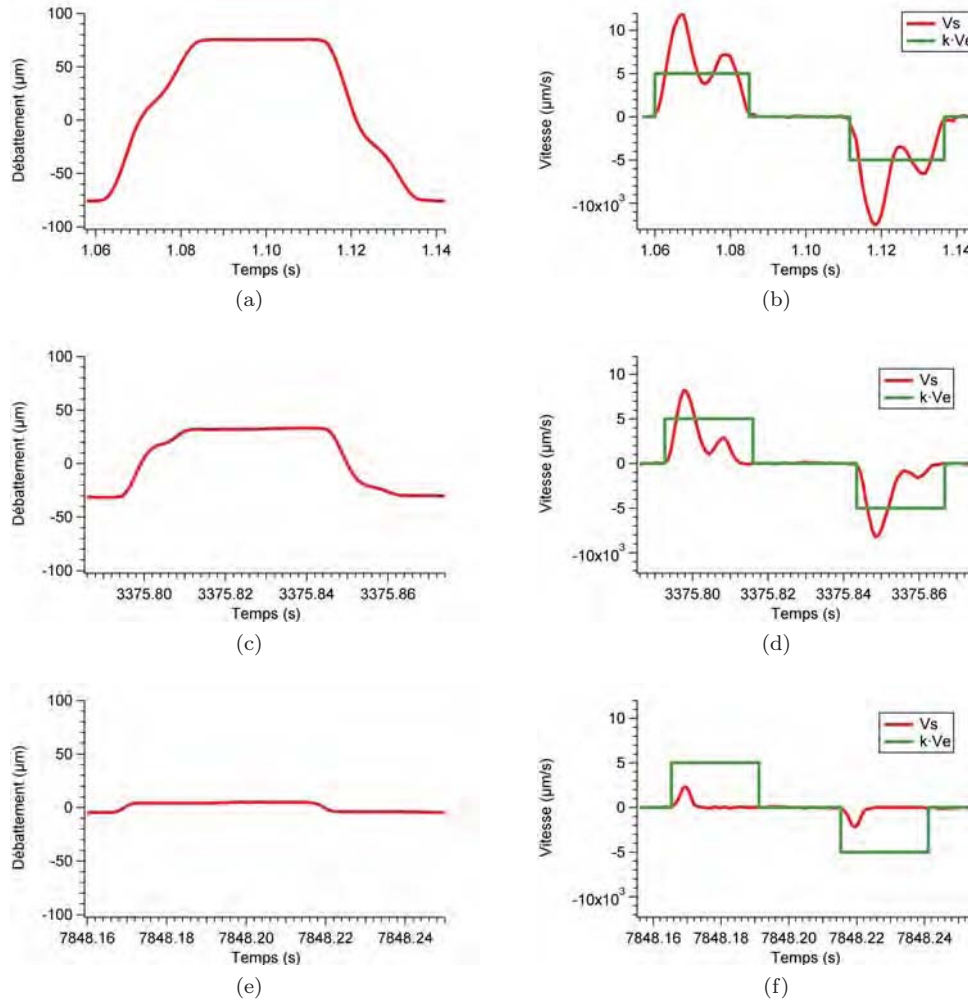 100
50
0
-50
-100
Débattement (µm)
1.06 1.08 1.10 1.12 1.14
Temps (s)
(a)
10
5
0
-5
-10x10³
Vitesse (µm/s)
Vs
k·Ve
1.06 1.08 1.10 1.12 1.14
Temps (s)
(b)
100
50
0
-50
-100
Débattement (µm)
3375.80 3375.82 3375.84 3375.86
Temps (s)
(c)
10
5
0
-5
-10x10³
Vitesse (µm/s)
Vs
k·Ve
3375.80 3375.82 3375.84 3375.86
Temps (s)
(d)
100
50
0
-50
-100
Débattement (µm)
7848.16 7848.18 7848.20 7848.22 7848.24
Temps (s)
(e)
10
5
0
-5
-10x10³
Vitesse (µm/s)
Vs
k·Ve
7848.16 7848.18 7848.20 7848.22 7848.24
Temps (s)
(f)